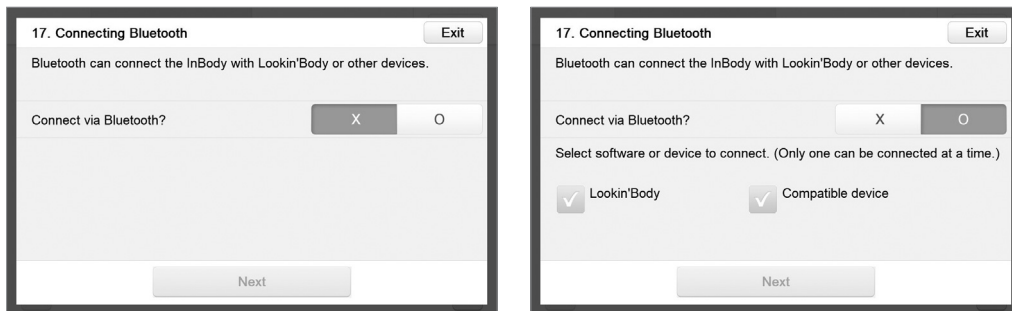 17. Connecting Bluetooth
Exit
Bluetooth can connect the InBody with Lookin'Body or other devices.
Connect via Bluetooth?
X
O
Next
17. Connecting Bluetooth
Exit
Bluetooth can connect the InBody with Lookin'Body or other devices.
Connect via Bluetooth?
X
O
Select software or device to connect. (Only one can be connected at a time.)
Lookin'Body
Compatible device
Next